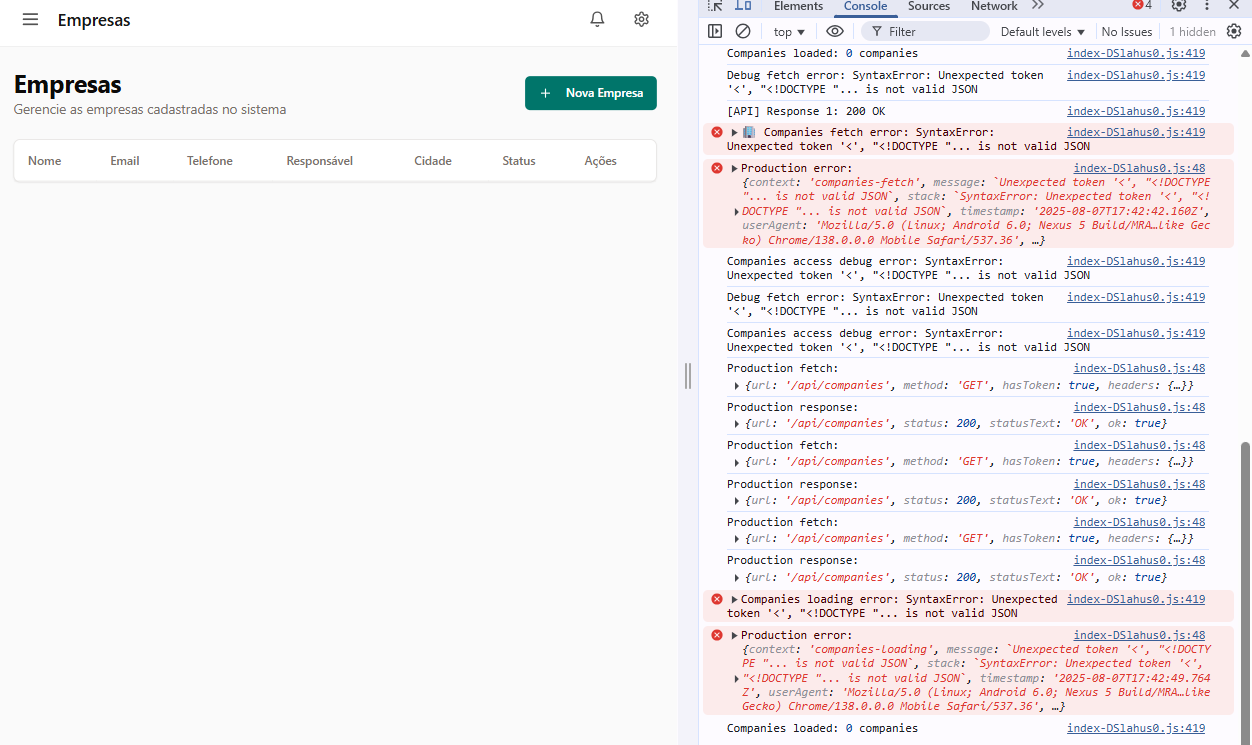 Empresas
Empresas
Gerencie as empresas cadastradas no sistema
+ Nova Empresa
Nome Email Telefone Responsável Cidade Status Ações
Elements Console Sources Network 4
top Filter Default levels No Issues 1 hidden
Companies loaded: 0 companies index-DSlahus0.js:419
Debug fetch error: SyntaxError: Unexpected token index-DSlahus0.js:419
'<', "<!DOCTYPE "... is not valid JSON
[API] Response 1: 200 OK index-DSlahus0.js:419
Companies fetch error: SyntaxError: index-DSlahus0.js:419
Unexpected token '<', "<!DOCTYPE "... is not valid JSON
Production error: index-DSlahus0.js:48
{context: 'companies-fetch', message: `Unexpected token '<', "<!DOCTYPE
"... is not valid JSON`, stack: `SyntaxError: Unexpected token '<', "<!
DOCTYPE "... is not valid JSON`, timestamp: '2025-08-07T17:42:42.160Z',
userAgent: 'Mozilla/5.0 (Linux; Android 6.0; Nexus 5 Build/MRA…like Gec
ko) Chrome/138.0.0.0 Mobile Safari/537.36', …}
Companies access debug error: SyntaxError: index-DSlahus0.js:419
Unexpected token '<', "<!DOCTYPE "... is not valid JSON
Debug fetch error: SyntaxError: Unexpected token index-DSlahus0.js:419
'<', "<!DOCTYPE "... is not valid JSON
Companies access debug error: SyntaxError: index-DSlahus0.js:419
Unexpected token '<', "<!DOCTYPE "... is not valid JSON
Production fetch: index-DSlahus0.js:48
{url: '/api/companies', method: 'GET', hasToken: true, headers: {…}}
Production response: index-DSlahus0.js:48
{url: '/api/companies', status: 200, statusText: 'OK', ok: true}
Production fetch: index-DSlahus0.js:48
{url: '/api/companies', method: 'GET', hasToken: true, headers: {…}}
Production response: index-DSlahus0.js:48
{url: '/api/companies', status: 200, statusText: 'OK', ok: true}
Production fetch: index-DSlahus0.js:48
{url: '/api/companies', method: 'GET', hasToken: true, headers: {…}}
Production response: index-DSlahus0.js:48
{url: '/api/companies', status: 200, statusText: 'OK', ok: true}
Companies loading error: SyntaxError: Unexpected index-DSlahus0.js:419
token '<', "<!DOCTYPE "... is not valid JSON
Production error: index-DSlahus0.js:48
{context: 'companies-loading', message: `Unexpected token '<', "<!DOCTY
PE "... is not valid JSON`, stack: `SyntaxError: Unexpected token '<',
"<!DOCTYPE "... is not valid JSON`, timestamp: '2025-08-07T17:42:49.764
Z', userAgent: 'Mozilla/5.0 (Linux; Android 6.0; Nexus 5 Build/MRA…like
Gecko) Chrome/138.0.0.0 Mobile Safari/537.36', …}
Companies loaded: 0 companies index-DSlahus0.js:419